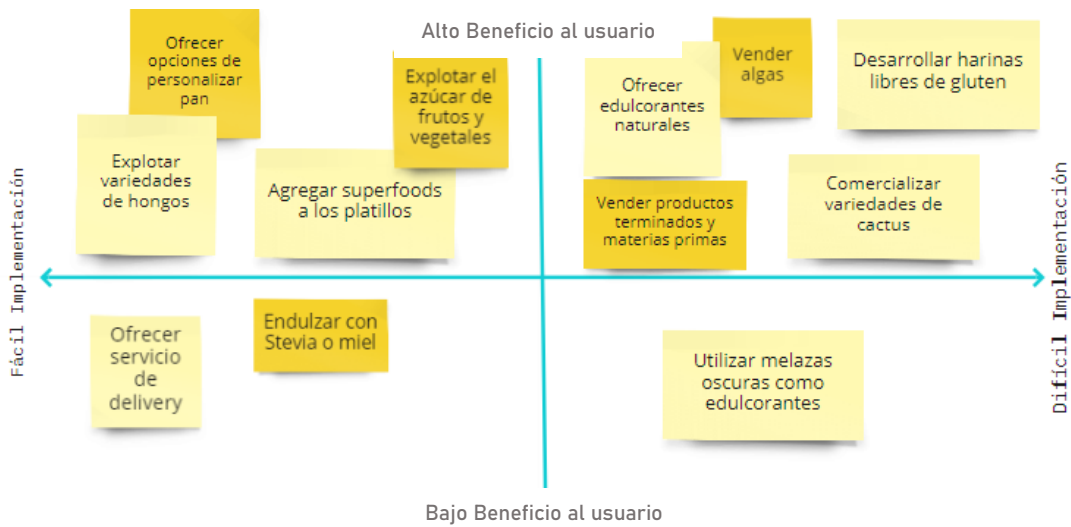 Alto Beneficio al usuario
Ofrecer
opciones de
personalizar
pan
Explotar el
azúcar de
frutos y
vegetales
Explotar
variedades
de hongos
Agregar superfoods
a los platillos
Ofrecer
edulcorantes
naturales
Vender
algas
Desarrollar harinas
libres de gluten
Vender productos
terminados y
materias primas
Comercializar
variedades de
cactus
Fácil Implementación
Difícil Implementación
Ofrecer
servicio
de
delivery
Endulzar con
Stevia o miel
Utilizar melazas
oscuras como
edulcorantes
Bajo Beneficio al usuario